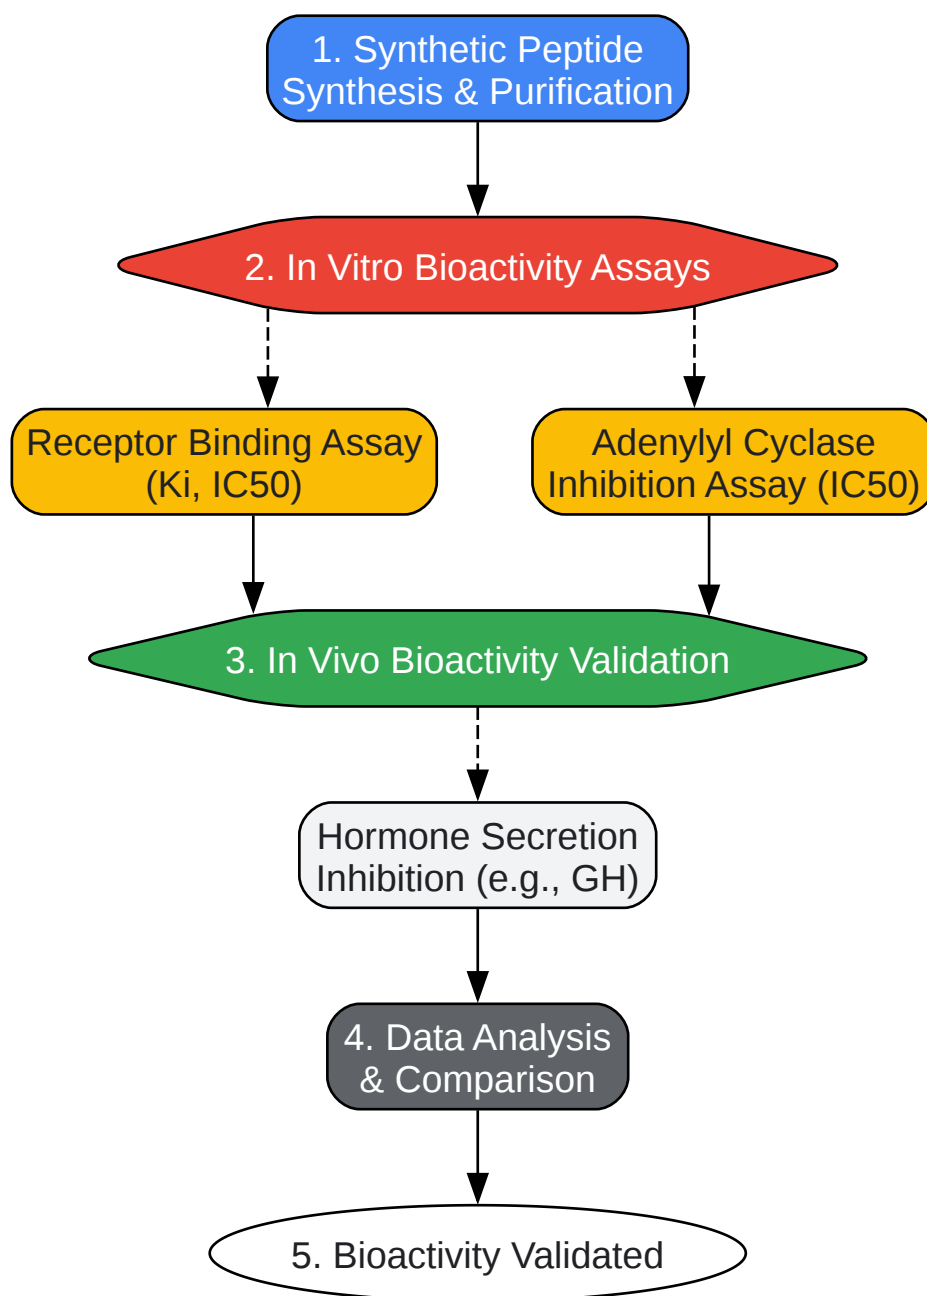 1. Synthetic Peptide
Synthesis & Purification
2. In Vitro Bioactivity Assays
Receptor Binding Assay
(Ki, IC50)
Adenylyl Cyclase
Inhibition Assay (IC50)
3. In Vivo Bioactivity Validation
Hormone Secretion
Inhibition (e.g., GH)
4. Data Analysis
& Comparison
5. Bioactivity Validated